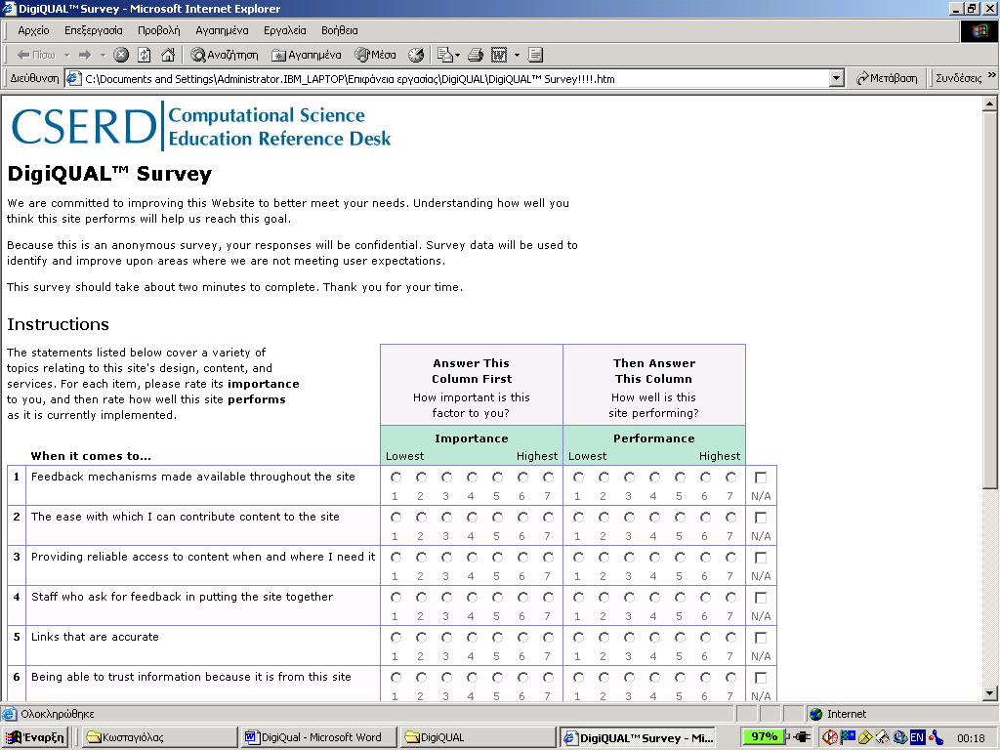 DigiQUAL™ Survey - Microsoft Internet Explorer
Αρχείο Επεξεργασία Προβολή Αγαπημένα Εργαλεία Βοήθεια
Πίσω Αναζήτηση Αγαπημένα Μέσα
Διεύθυνση C:\Documents and Settings\Administrator.IBM_LAPTOP\Επιφάνεια εργασίας\DigiQUAL\DigiQUAL™ Survey!!!!.htm Μετάβαση Συνδέσεις »
CSERD Computational Science
Education Reference Desk
DigiQUAL™ Survey
We are committed to improving this Website to better meet your needs. Understanding how well you
think this site performs will help us reach this goal.
Because this is an anonymous survey, your responses will be confidential. Survey data will be used to
identify and improve upon areas where we are not meeting user expectations.
This survey should take about two minutes to complete. Thank you for your time.
Instructions
The statements listed below cover a variety of
topics relating to this site's design, content, and
services. For each item, please rate its importance
to you, and then rate how well this site performs
as it is currently implemented.
Answer This
Column First
How important is this
factor to you?
Then Answer
This Column
How well is this
site performing?
Importance Performance
When it comes to... Lowest Highest Lowest Highest
1 Feedback mechanisms made available throughout the site
1 2 3 4 5 6 7 1 2 3 4 5 6 7 N/A
2 The ease with which I can contribute content to the site
1 2 3 4 5 6 7 1 2 3 4 5 6 7 N/A
3 Providing reliable access to content when and where I need it
1 2 3 4 5 6 7 1 2 3 4 5 6 7 N/A
4 Staff who ask for feedback in putting the site together
1 2 3 4 5 6 7 1 2 3 4 5 6 7 N/A
5 Links that are accurate
1 2 3 4 5 6 7 1 2 3 4 5 6 7 N/A
6 Being able to trust information because it is from this site
1 2 3 4 5 6 7 1 2 3 4 5 6 7 N/A
Ολοκληρώθηκε Internet
Έναρξη Κωσταγιόλας DigiQual - Microsoft Word DigiQUAL DigiQUAL™ Survey - Mi... 97% EN 00:18